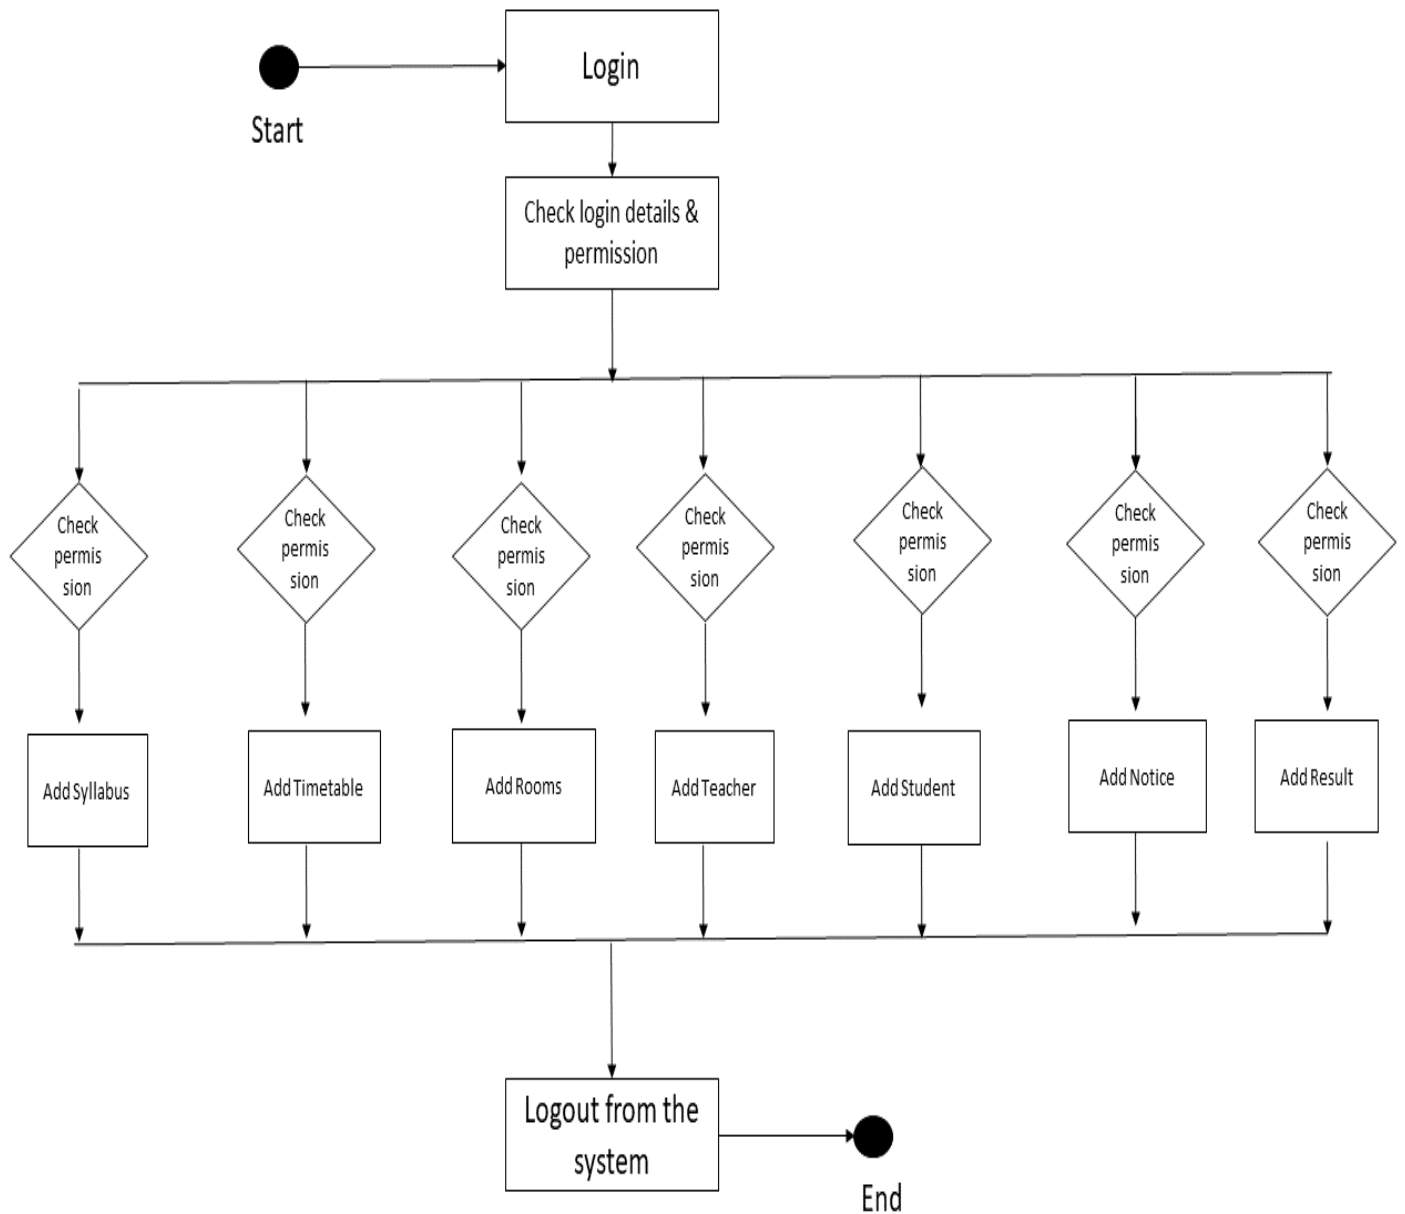 Login
Start
Check login details &
permission
Check
permis
sion
Check
permis
sion
Check
permis
sion
Check
permis
sion
Check
permis
sion
Check
permis
sion
Check
permis
sion
Add Syllabus
Add Timetable
Add Rooms
Add Teacher
Add Student
Add Notice
Add Result
Logout from the
system
End